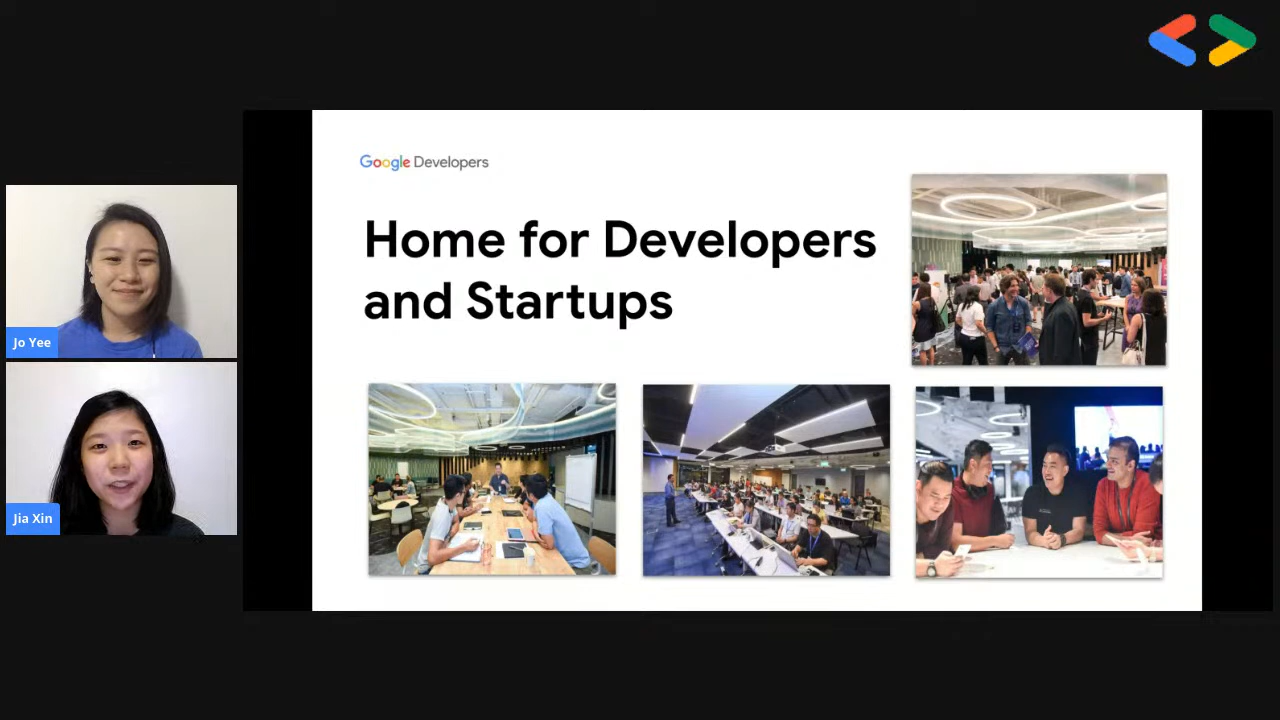 Google Developers
Home for Developers
and Startups
Jo Yee
Jia Xin